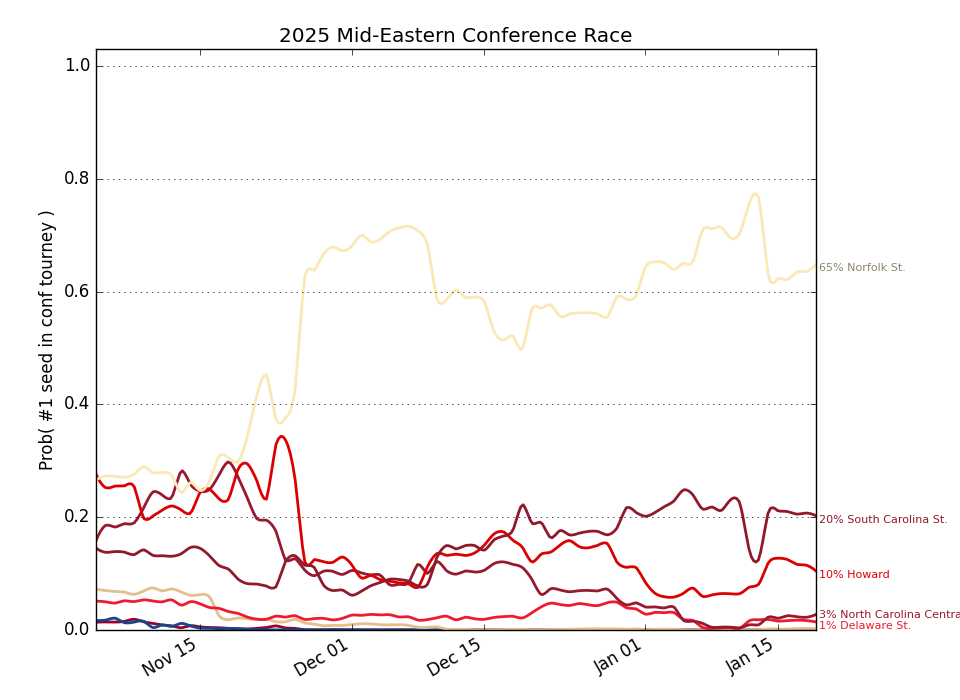 2025 Mid-Eastern Conference Race
Prob( #1 seed in conf tourney )
1.0
0.8
0.6
0.4
0.2
0.0
Nov 15
Dec 01
Dec 15
Jan 01
Jan 15
65% Norfolk St.
20% South Carolina St.
10% Howard
3% North Carolina Centra
1% Delaware St.